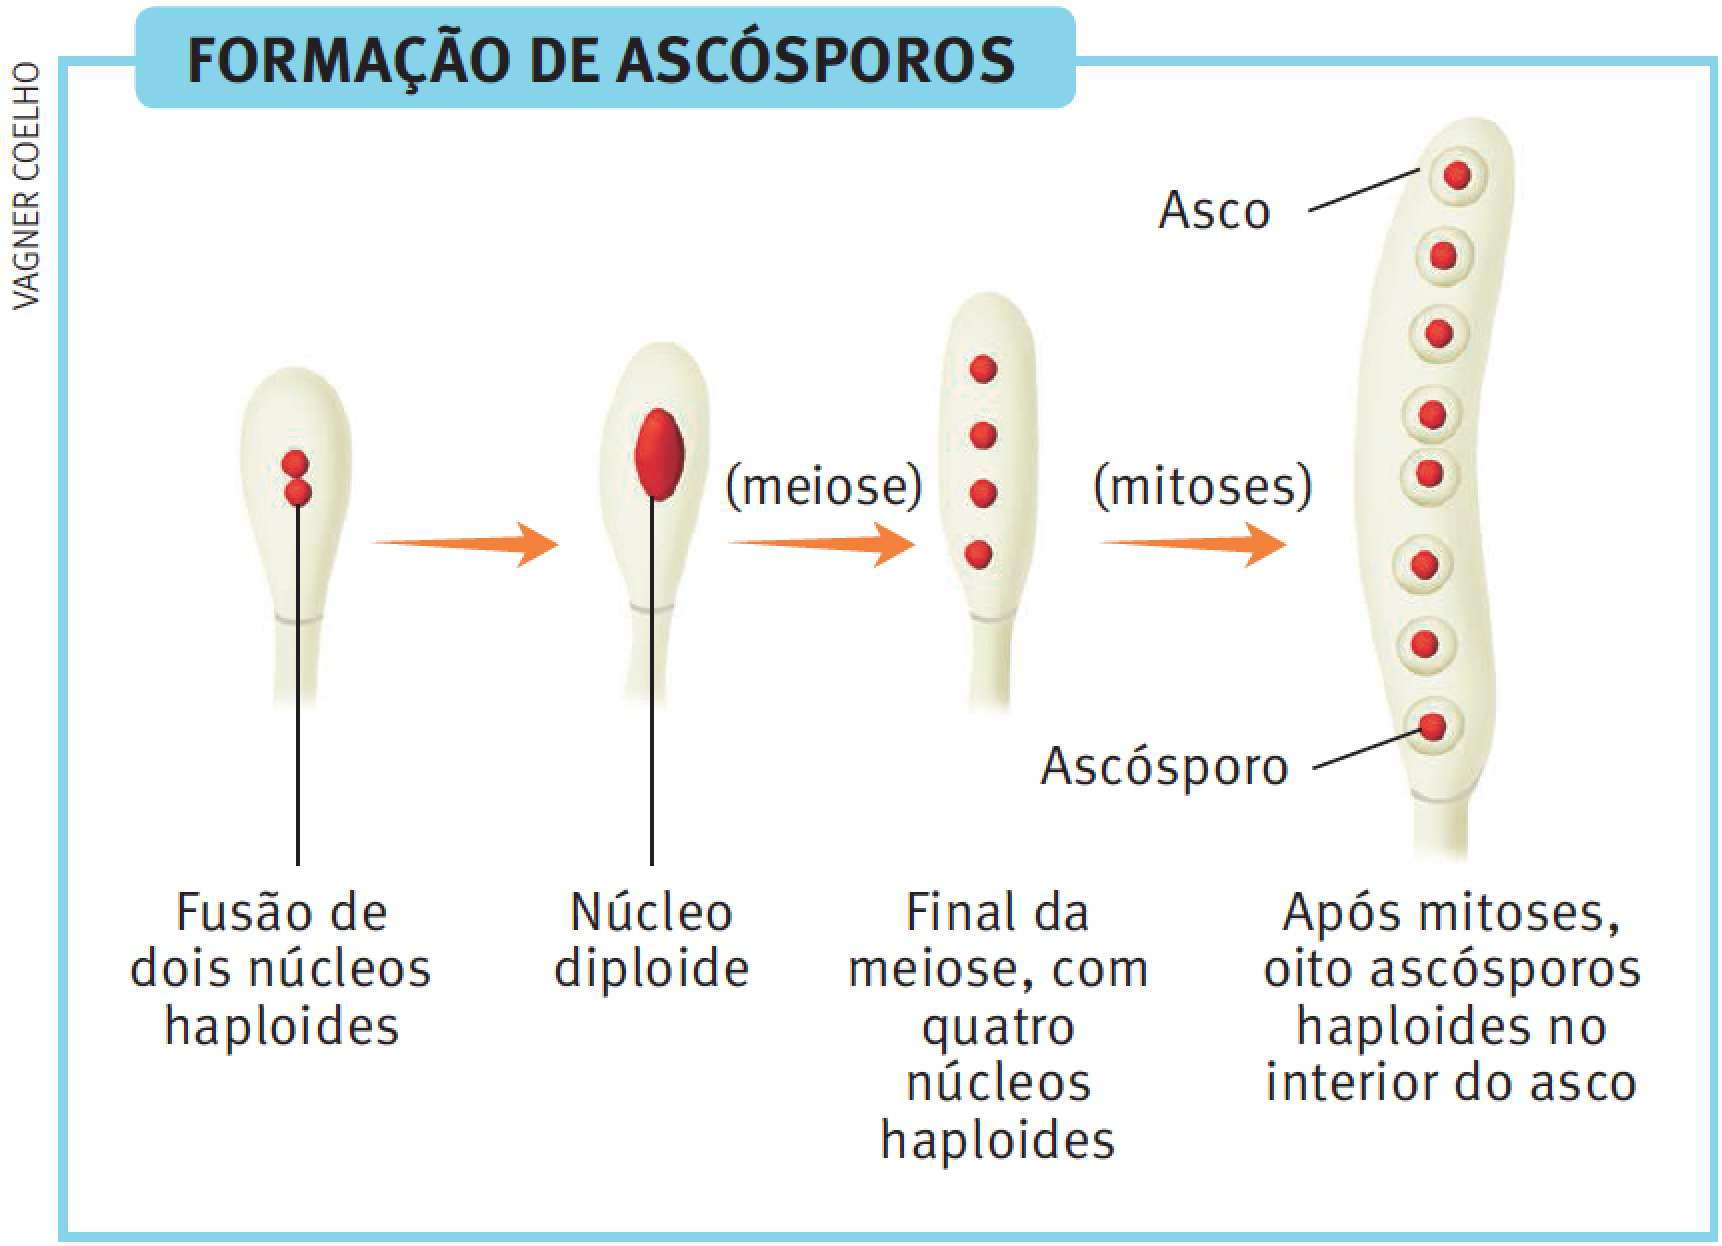 FORMAÇÃO DE ASCÓSPOROS
VAGNER COELHO
Asco
(meiose)
(mitoses)
Ascósporo
Fusão de
dois núcleos
haploides
Núcleo
diploide
Final da
meiose, com
quatro
núcleos
haploides
Após mitoses,
oito ascósporos
haploides no
interior do asco